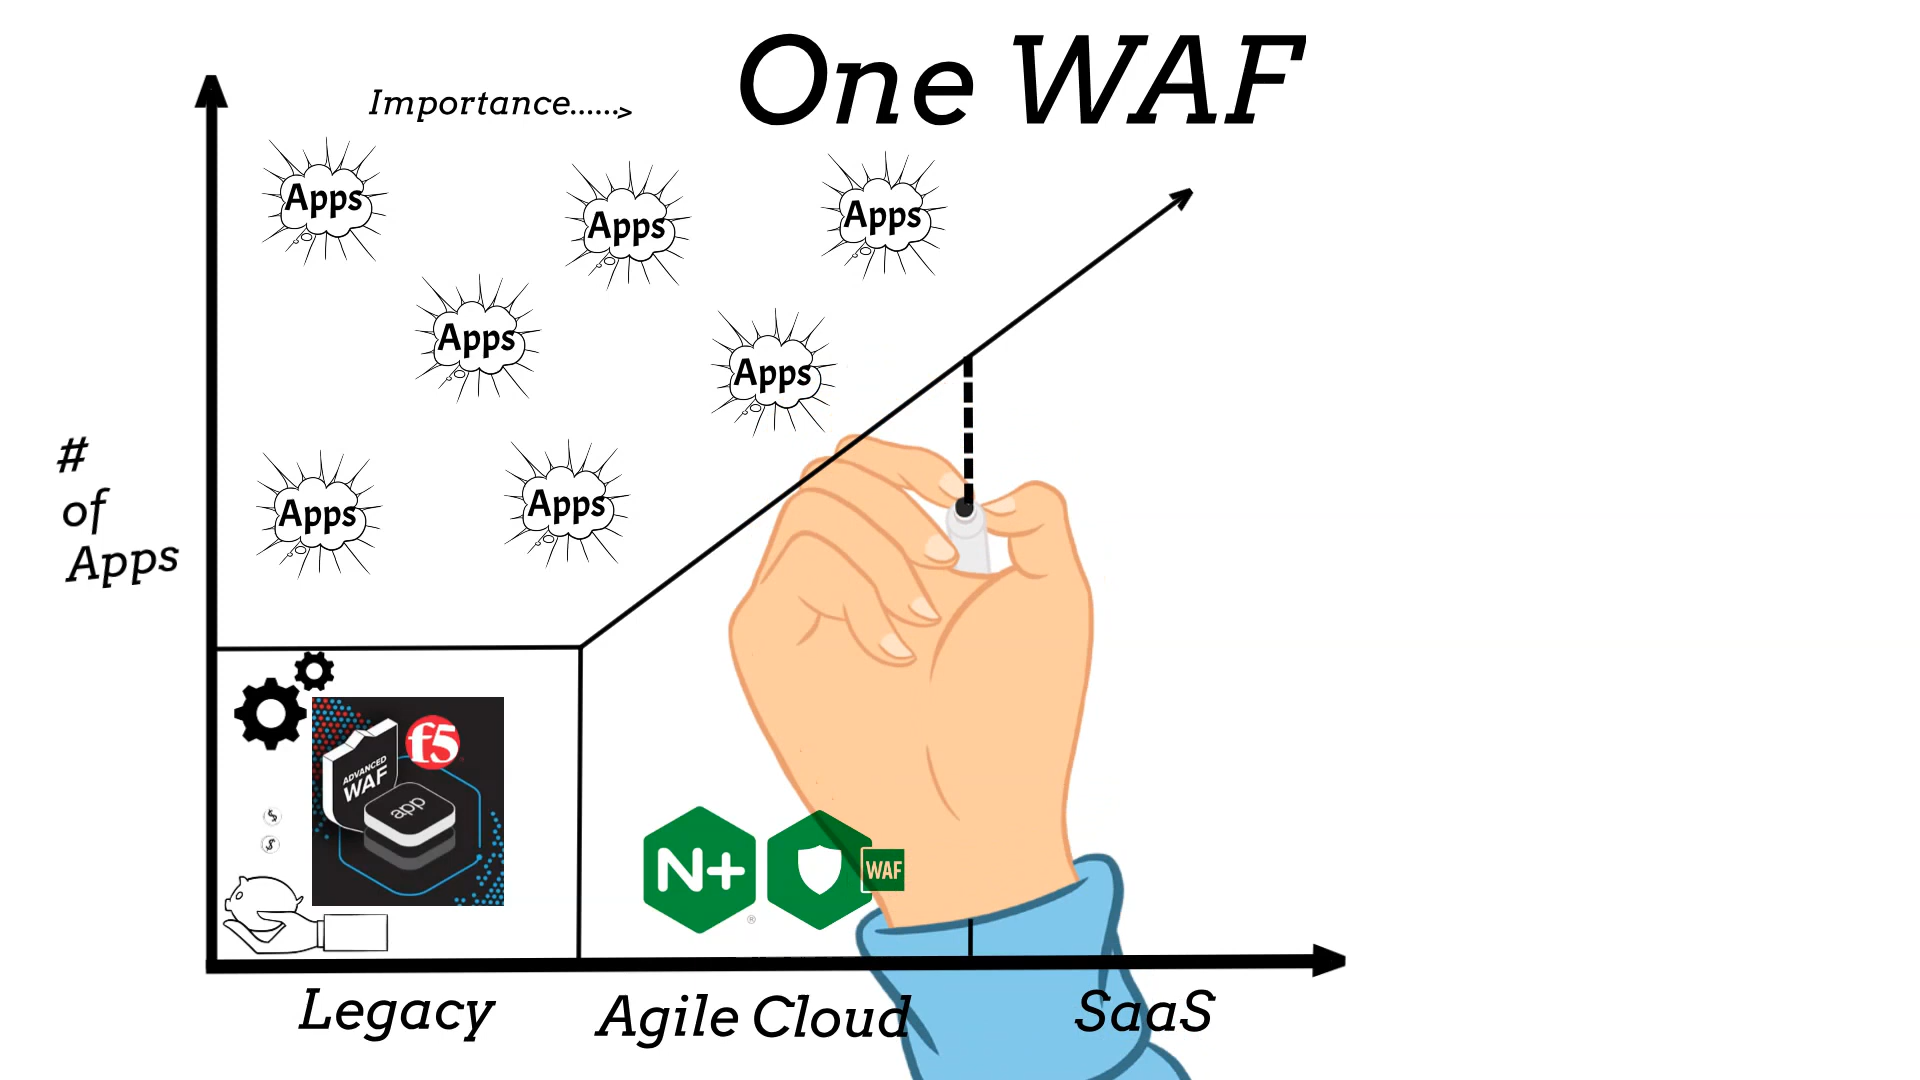 One WAF
Importance......>
Apps
Apps
Apps
Apps
Apps
Apps
Apps
#
of
Apps
f5
ADVANCED
WAF
app
$
$
N+
®
WAF
Legacy
Agile Cloud
SaaS